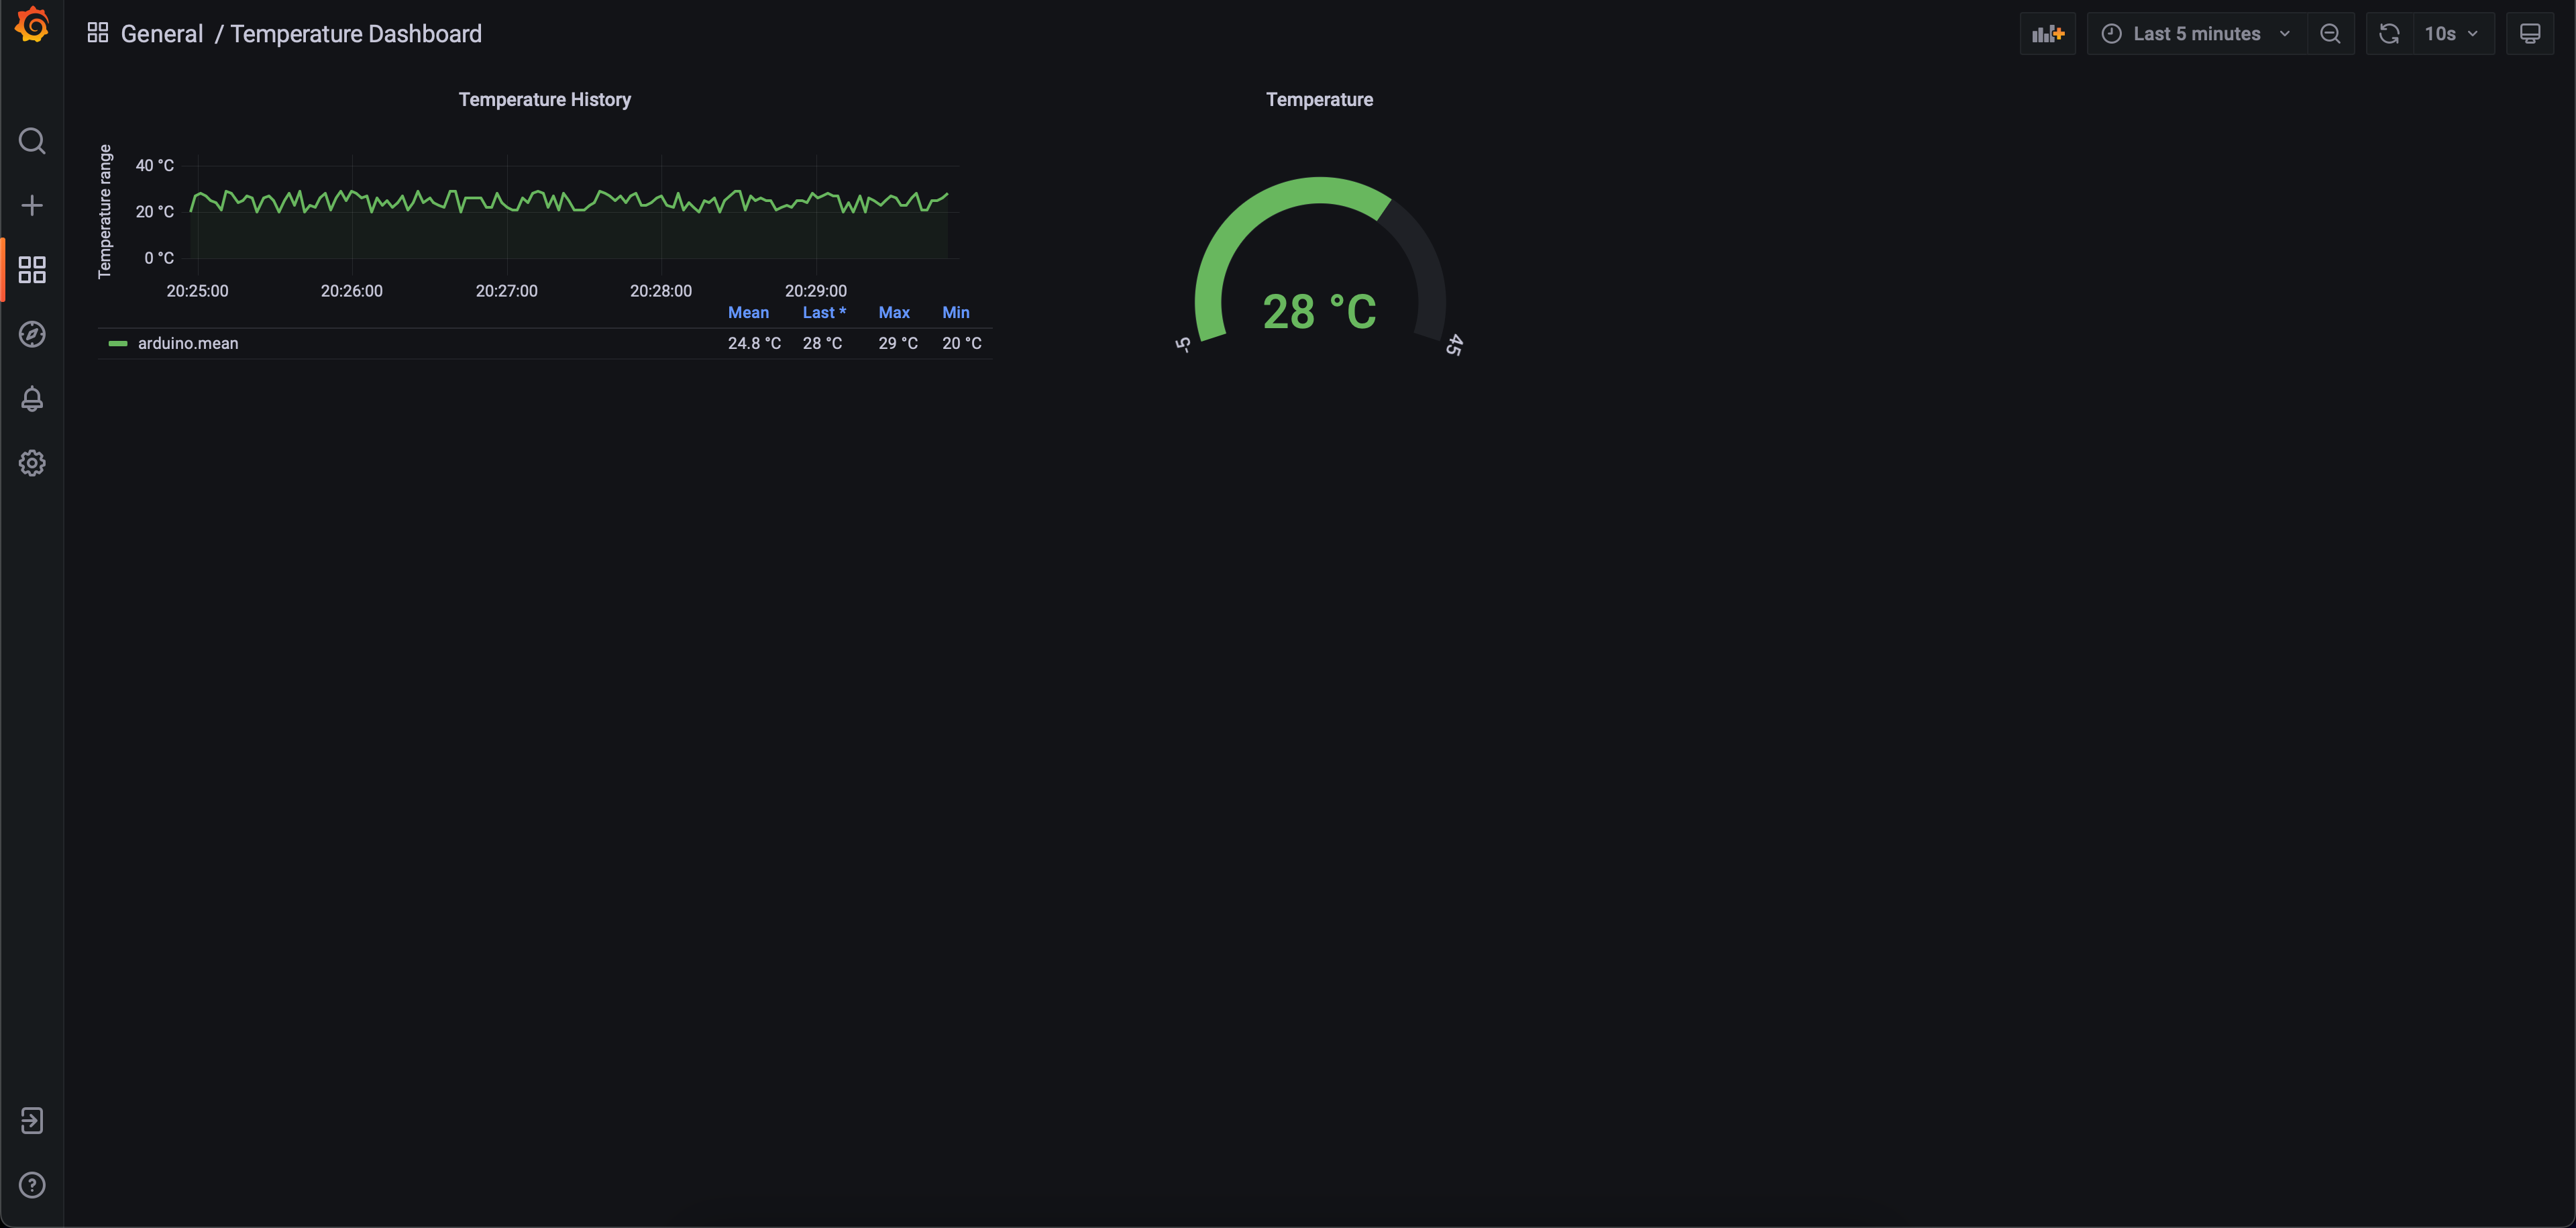 General / Temperature Dashboard
Last 5 minutes
10s
Temperature History
Temperature range
40 °C
20 °C
0 °C
20:25:00 20:26:00 20:27:00 20:28:00 20:29:00
Mean Last * Max Min
arduino.mean 24.8 °C 28 °C 29 °C 20 °C
Temperature
28 °C
-5
45